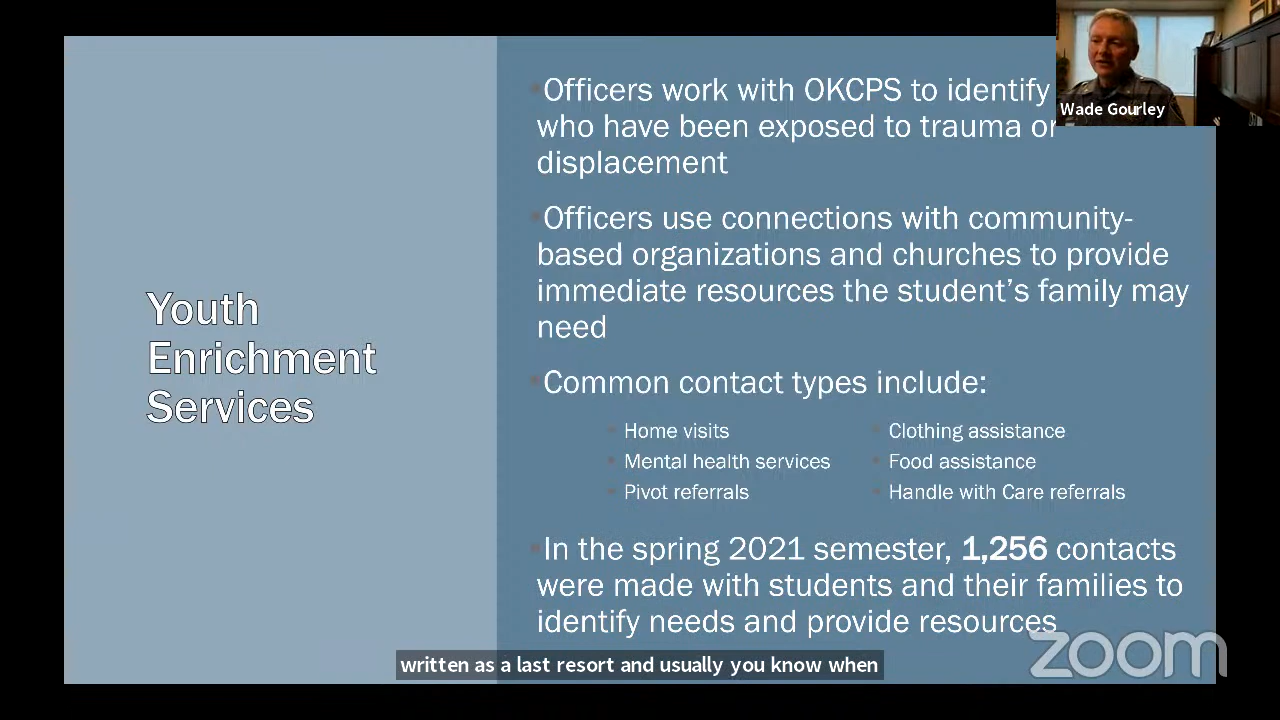 Youth
Enrichment
Services
Officers work with OKCPS to identify
who have been exposed to trauma or
displacement
Officers use connections with community-
based organizations and churches to provide
immediate resources the student’s family may
need
Common contact types include:
Home visits
Mental health services
Pivot referrals
Clothing assistance
Food assistance
Handle with Care referrals
In the spring 2021 semester, 1,256 contacts
were made with students and their families to
identify needs and provide resources
Wade Gourley
written as a last resort and usually you know when
zoom